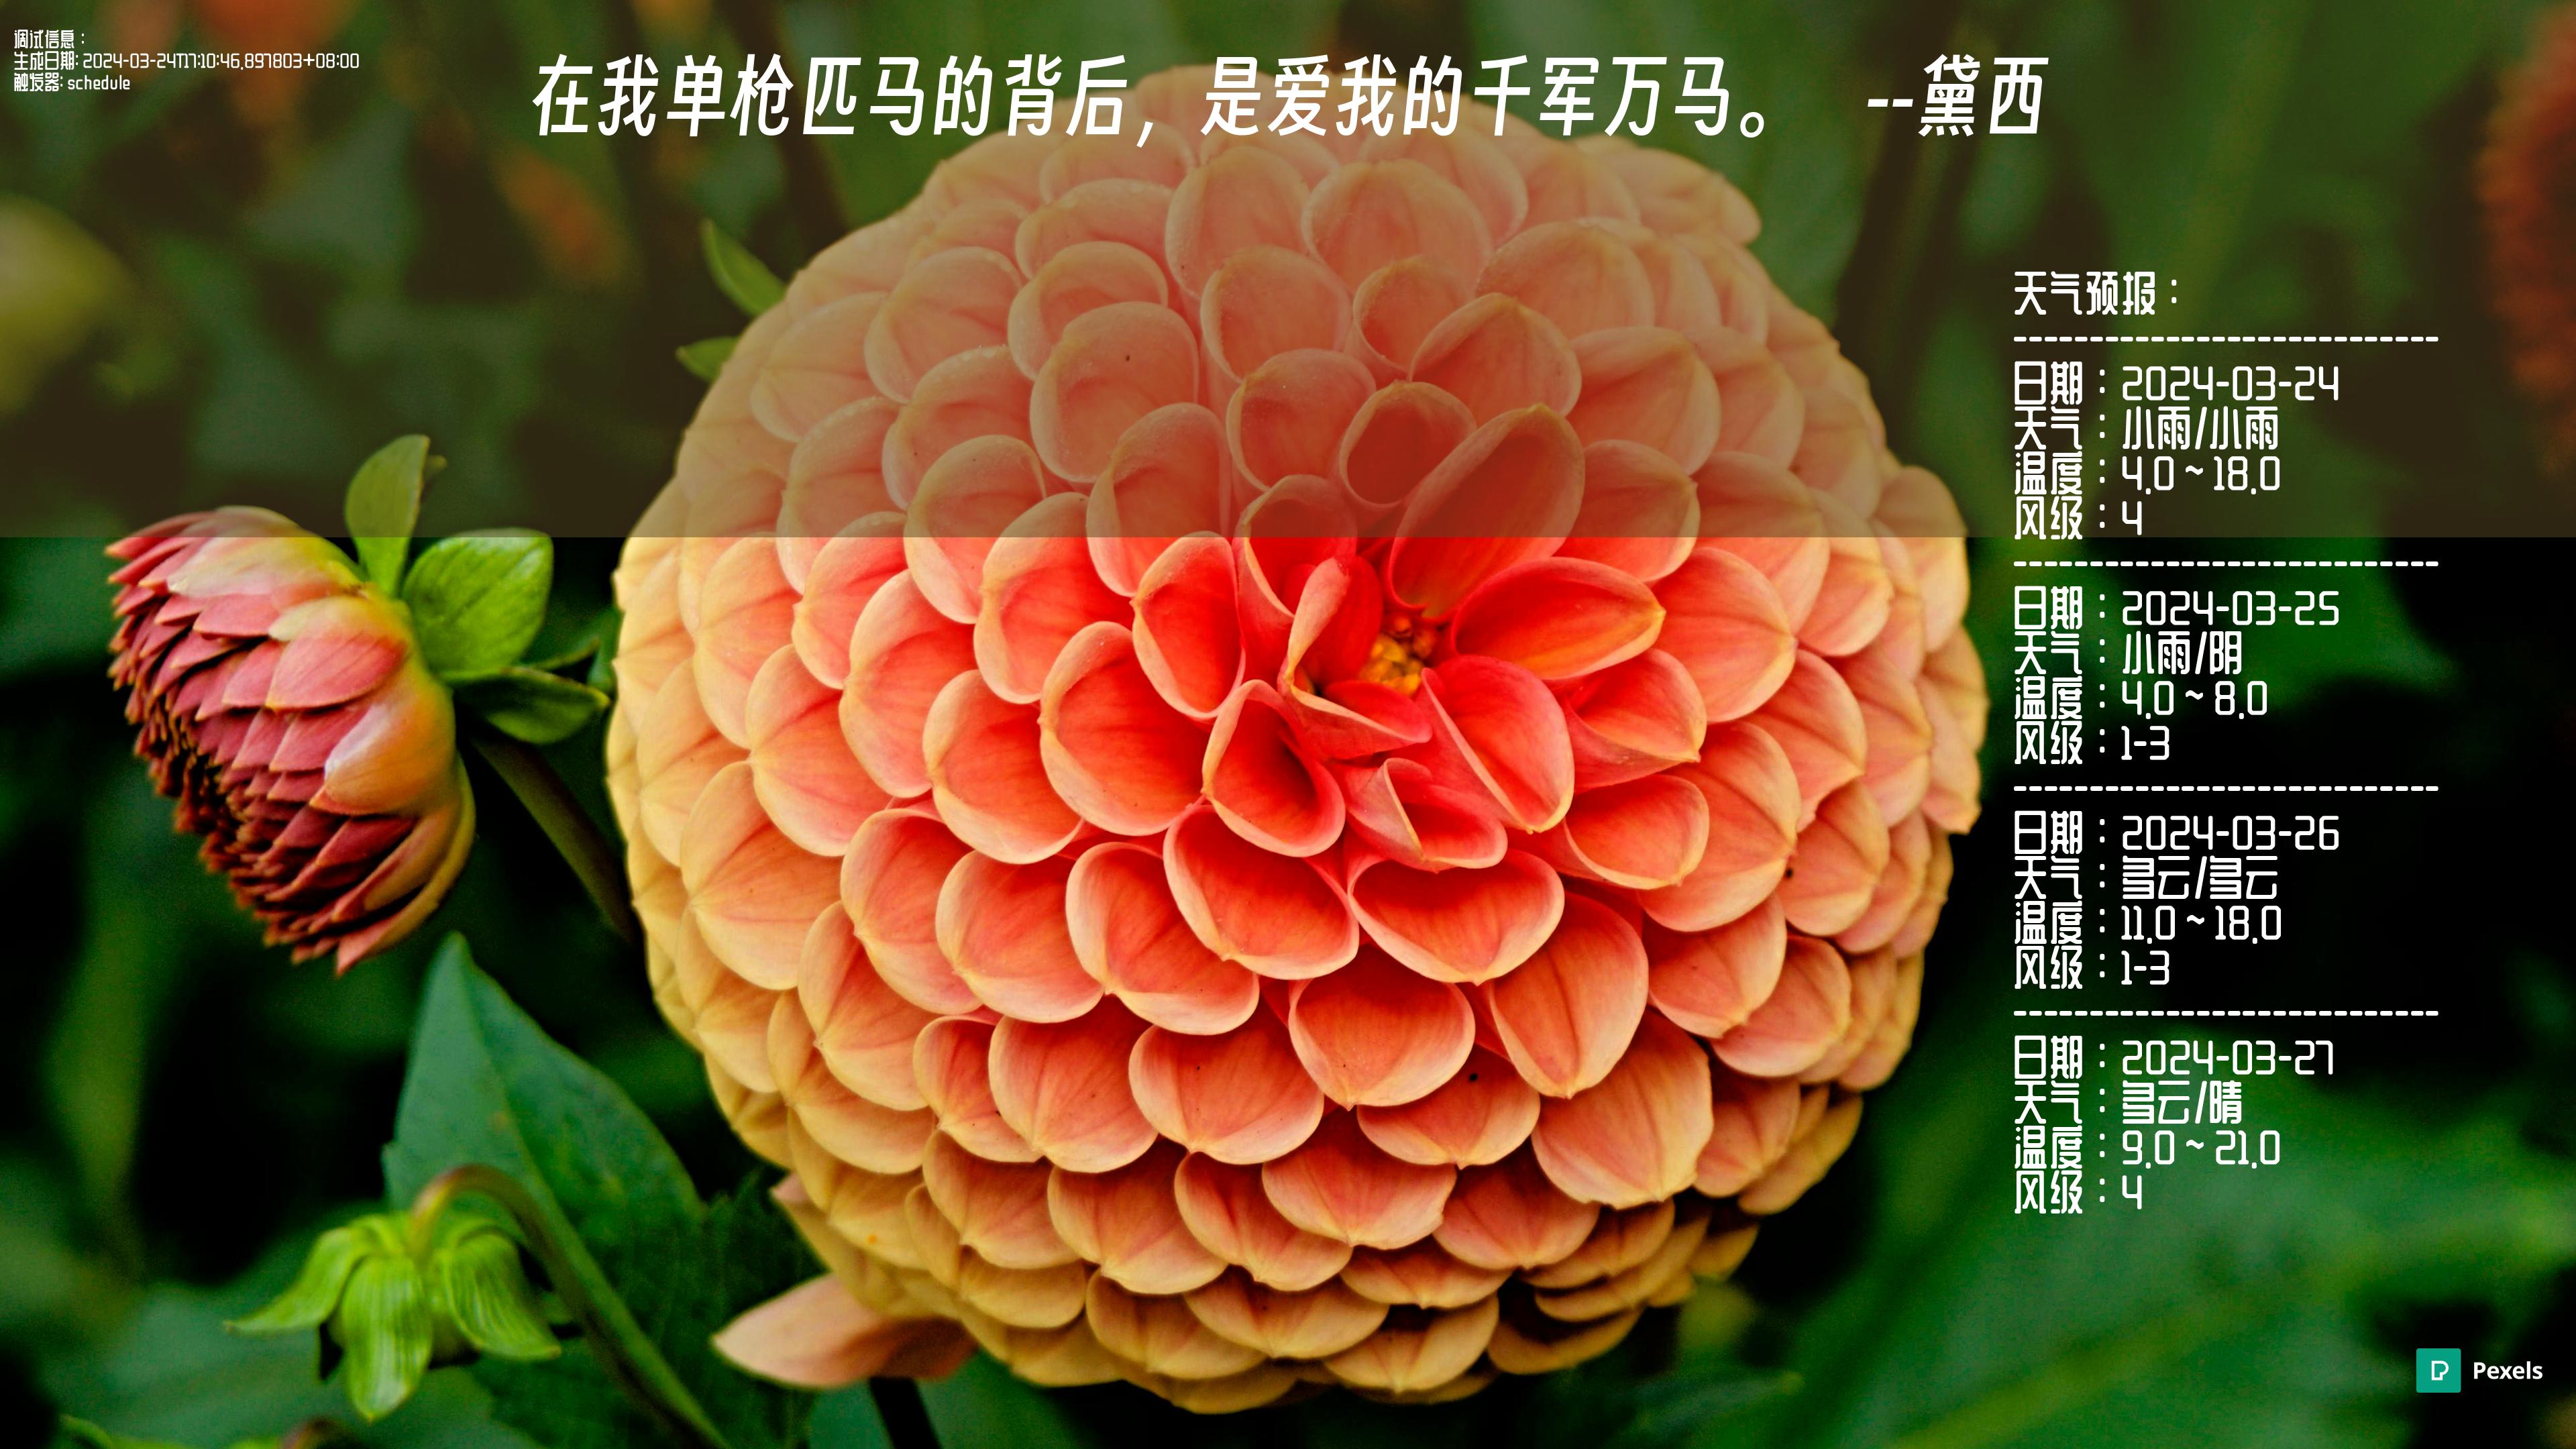 调试信息：
生成日期: 2024-03-24T17:10:46.897803+08:00
触发器: schedule
在我单枪匹马的背后，是爱我的千军万马。 --黛西
天气预报：
----------------------------
日期：2024-03-24
天气：小雨/小雨
温度：4.0 ~ 18.0
风级：4
----------------------------
日期：2024-03-25
天气：小雨/阴
温度：4.0 ~ 8.0
风级：1-3
----------------------------
日期：2024-03-26
天气：多云/多云
温度：11.0 ~ 18.0
风级：1-3
----------------------------
日期：2024-03-27
天气：多云/晴
温度：9.0 ~ 21.0
风级：4
Pexels